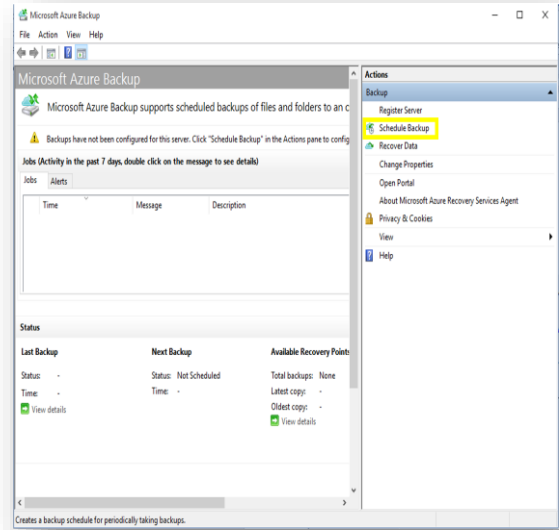 Microsoft Azure Backup
File Action View Help
Microsoft Azure Backup
Microsoft Azure Backup supports scheduled backups of files and folders to an o
Backups have not been configured for this server. Click "Schedule Backup" in the Actions pane to config
Jobs (Activity in the past 7 days, double click on the message to see details)
Jobs Alerts
Time Message Description
Status
Last Backup Next Backup Available Recovery Points
Status: - Status: Not Scheduled Total backups: None
Time: - Time: - Latest copy: -
View details Oldest copy: -
View details
Actions
Backup
Register Server
Schedule Backup
Recover Data
Change Properties
Open Portal
About Microsoft Azure Recovery Services Agent
Privacy & Cookies
View
Help
Creates a backup schedule for periodically taking backups.